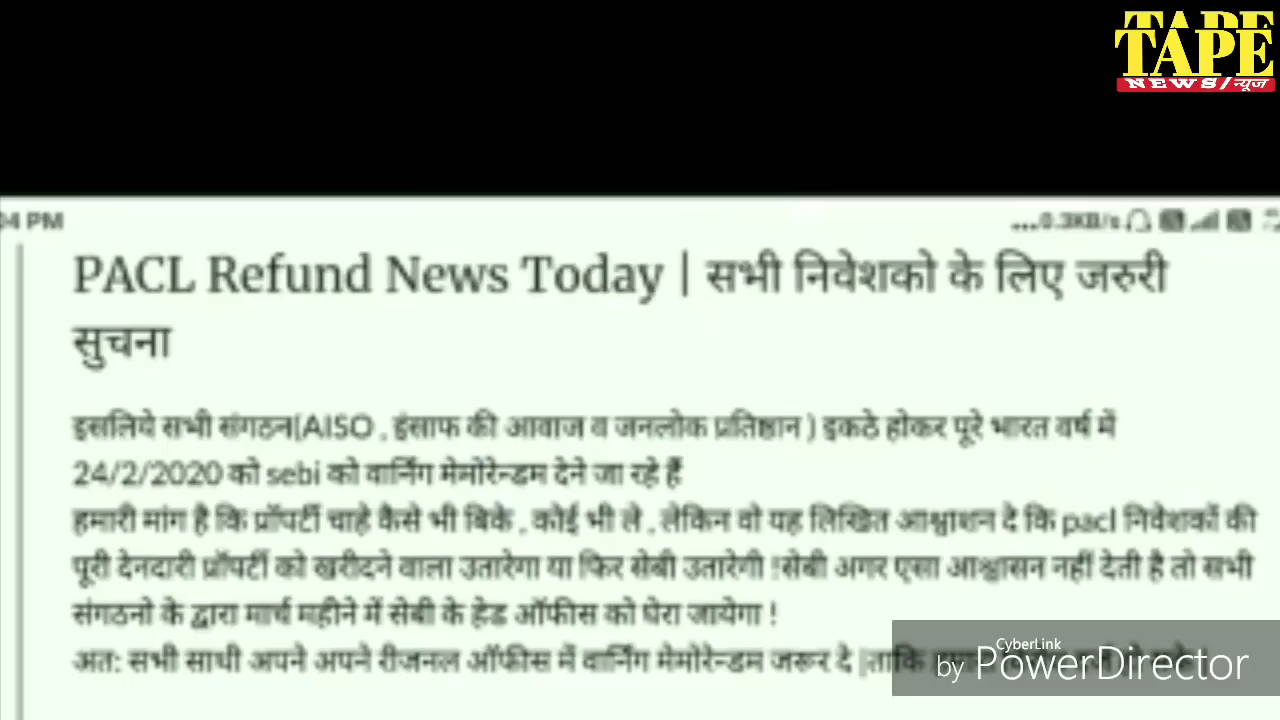 TAPE
NEWS/न्यूज
04 PM
...0.3KB/s
PACL Refund News Today | सभी निवेशको के लिए जरुरी
सुचना
इसलिये सभी संगठन(AISO , इंसाफ की आवाज व जनलोक प्रतिष्ठान ) इकठे होकर पूरे भारत वर्ष में
24/2/2020 को sebi को वार्निंग मेमोरेन्डम देने जा रहे हैं
हमारी मांग है कि प्रॉपर्टी चाहे कैसे भी बिके , कोई भी ले , लेकिन वो यह लिखित आश्वाशन दे कि pacl निवेशकों की
पूरी देनदारी प्रॉपर्टी को खरीदने वाला उतारेगा या फिर सेबी उतारेगी !सेबी अगर एसा आश्वासन नहीं देती है तो सभी
संगठनो के द्वारा मार्च महीने में सेबी के हेड ऑफीस को घेरा जायेगा !
अत: सभी साथी अपने अपने रीजनल ऑफीस में वार्निंग मेमोरेन्डम जरूर दे |ताकि
CyberLink
by PowerDirector